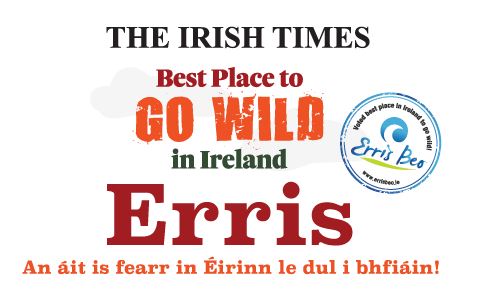 THE IRISH TIMES
Best Place to
GO WILD
in Ireland
Voted best place in Ireland to go wild!
Erris Beo
www.errisbeo.ie
Erris
An áit is fearr in Éirinn le dul i bhfiáin!